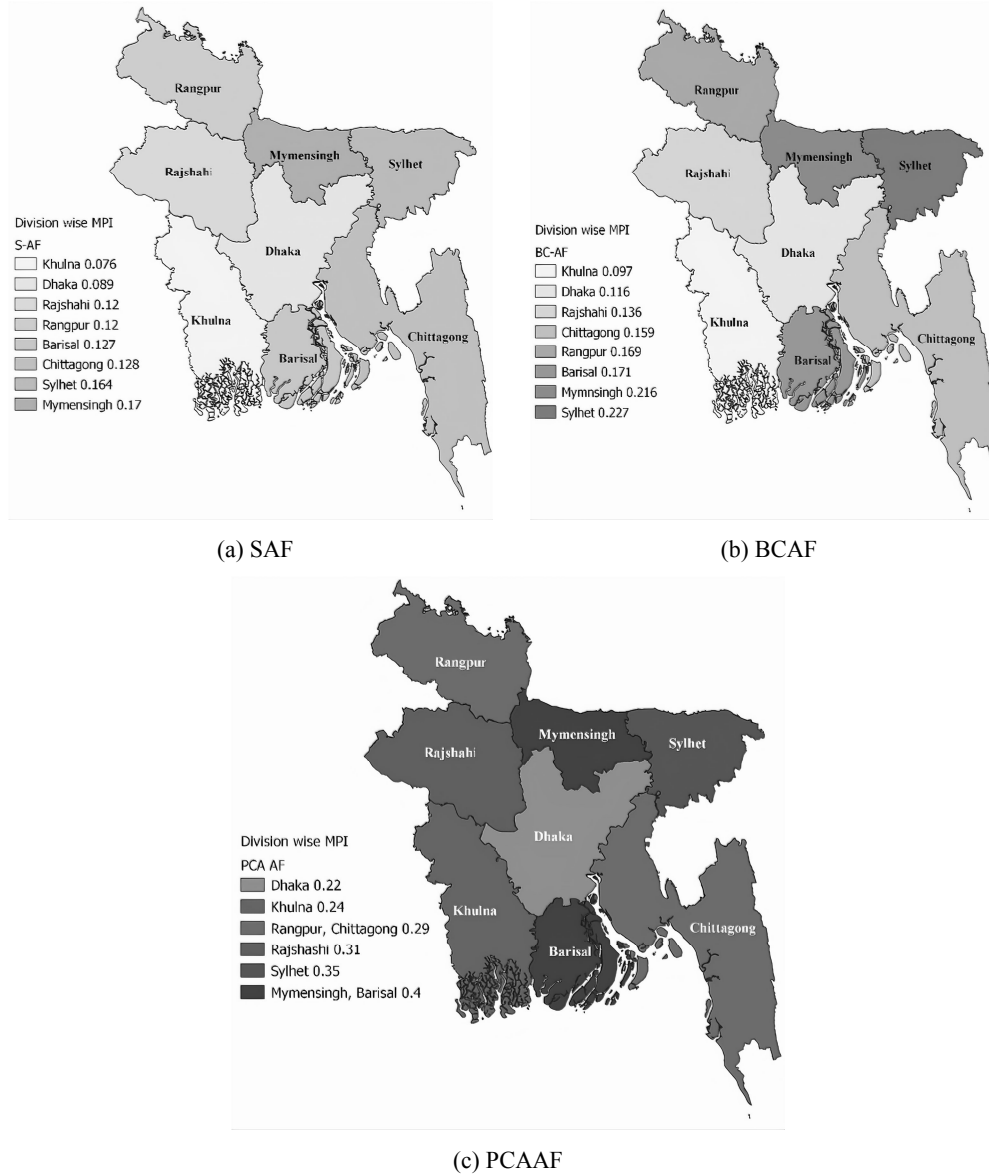 Rangpur
Mymensingh
Sylhet
Rajshahi
Division wise MPI
S-AF
Khulna 0.076
Dhaka 0.089
Rajshahi 0.12
Rangpur 0.12
Barisal 0.127
Chittagong 0.128
Sylhet 0.164
Mymensingh 0.17
Dhaka
Khulna
Barisal
Chittagong
(a) SAF
Rangpur
Mymensingh
Sylhet
Rajshahi
Division wise MPI
BC-AF
Khulna 0.097
Dhaka 0.116
Rajshahi 0.136
Chittagong 0.159
Rangpur 0.169
Barisal 0.171
Mymnsingh 0.216
Sylhet 0.227
Dhaka
Khulna
Barisal
Chittagong
(b) BCAF
Rangpur
Mymensingh
Sylhet
Rajshahi
Division wise MPI
PCA AF
Dhaka 0.22
Khulna 0.24
Rangpur, Chittagong 0.29
Rajshashi 0.31
Sylhet 0.35
Mymensingh, Barisal 0.4
Dhaka
Khulna
Barisal
Chittagong
(c) PCAAF